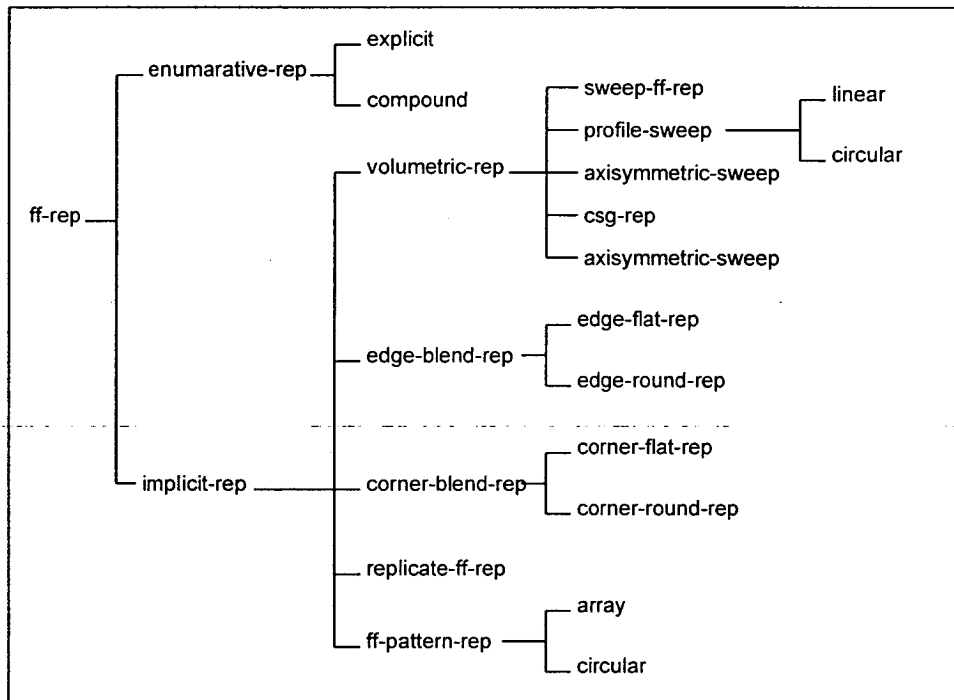 ff-rep
enumarative-rep
explicit
compound
implicit-rep
volumetric-rep
sweep-ff-rep
profile-sweep
linear
circular
axisymmetric-sweep
csg-rep
axisymmetric-sweep
edge-blend-rep
edge-flat-rep
edge-round-rep
corner-blend-rep
corner-flat-rep
corner-round-rep
replicate-ff-rep
ff-pattern-rep
array
circular